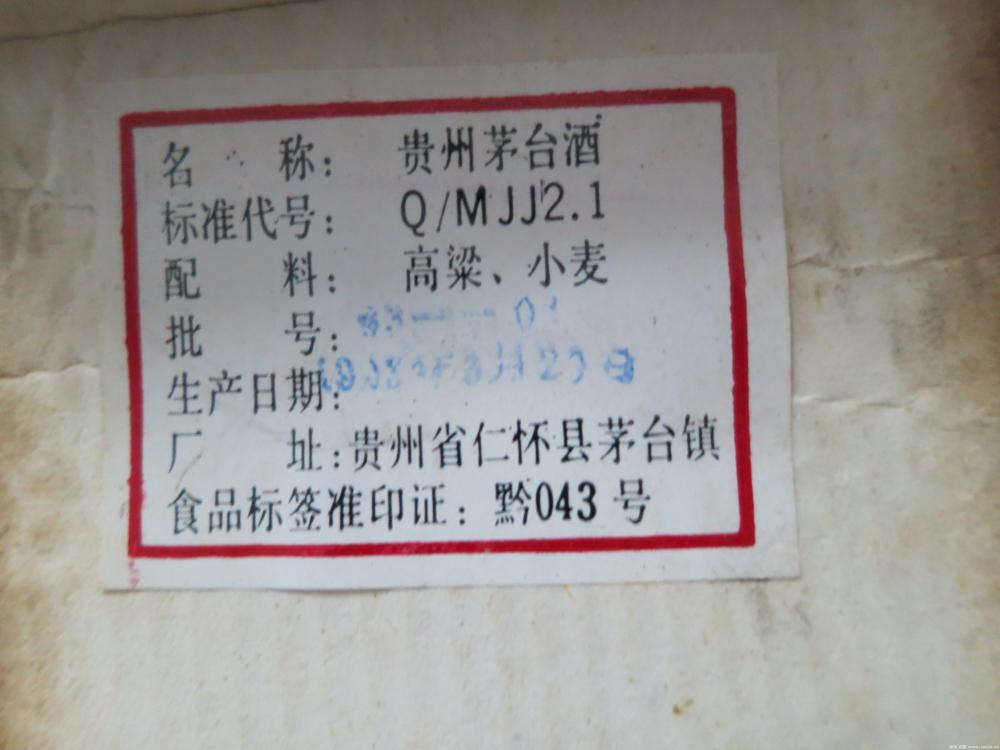 名 称: 贵州茅台酒
标准代号: Q/MJJ2.1
配 料: 高粱、小麦
批 号:
生产日期:
厂 址:贵州省仁怀县茅台镇
食品标签准印证: 黔043号